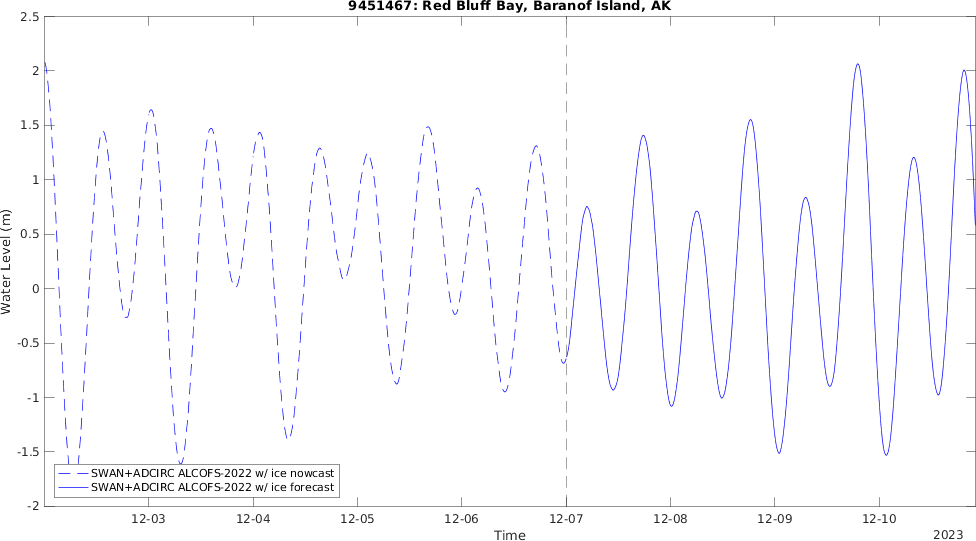 9451467: Red Bluff Bay, Baranof Island, AK
2.5
2
1.5
1
0.5
0
-0.5
-1
-1.5
-2
Water Level (m)
SWAN+ADCIRC ALCOFS-2022 w/ ice nowcast
SWAN+ADCIRC ALCOFS-2022 w/ ice forecast
12-03 12-04 12-05 12-06 12-07 12-08 12-09 12-10
Time
2023